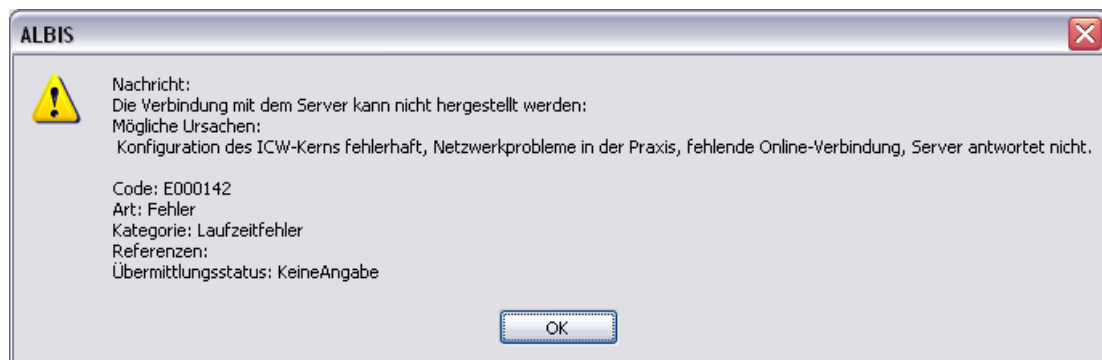 ALBIS
Nachricht:
Die Verbindung mit dem Server kann nicht hergestellt werden:
Mögliche Ursachen:
Konfiguration des ICW-Kerns fehlerhaft, Netzwerkprobleme in der Praxis, fehlende Online-Verbindung, Server antwortet nicht.
Code: E000142
Art: Fehler
Kategorie: Laufzeitfehler
Referenzen:
Übermittlungsstatus: KeineAngabe
OK